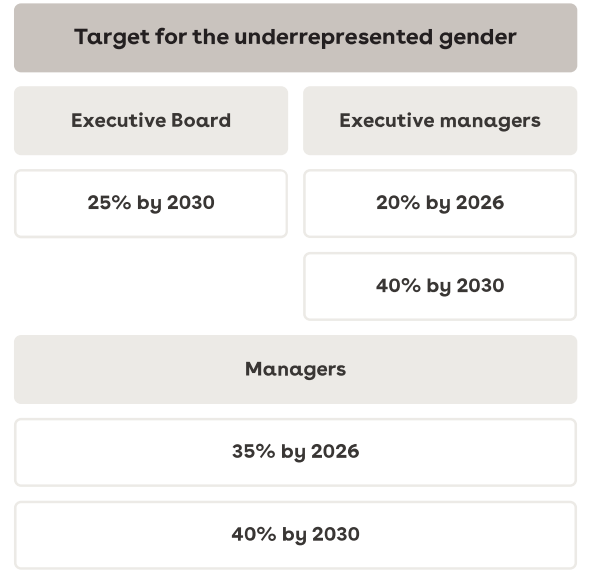 Target for the underrepresented gender
Executive Board
Executive managers
25% by 2030
20% by 2026
40% by 2030
Managers
35% by 2026
40% by 2030